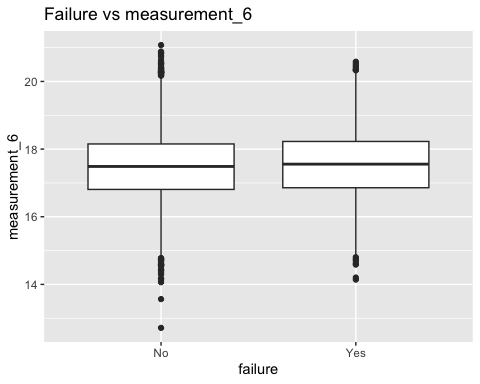 Failure vs measurement_6
measurement_6
20
18
16
14
No
Yes
failure